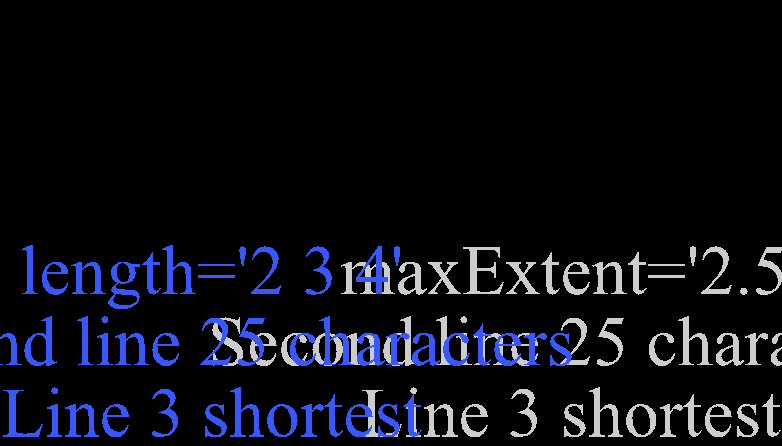 length='2 3 4' maxExtent='2.5
nd line 25 characters Second line 25 chara
Line 3 shortest Line 3 shortest